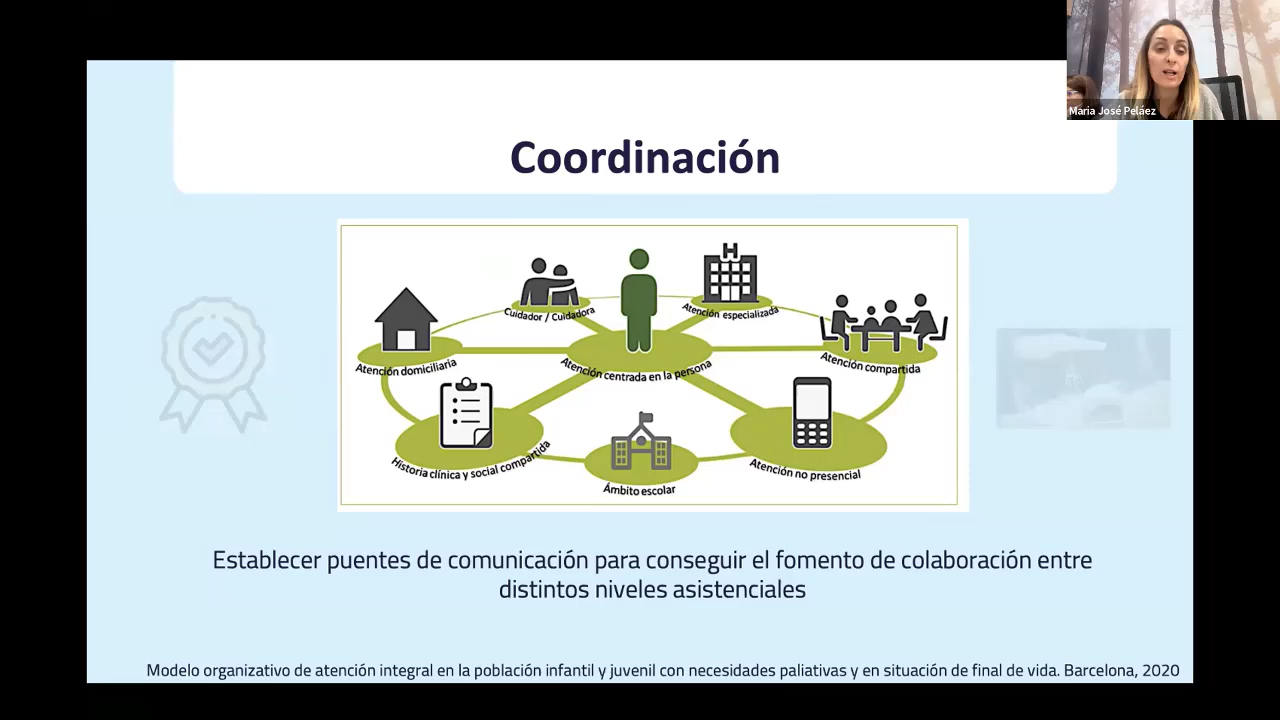 Maria José Peláez
Coordinación
H
Cuidador / Cuidadora
Atención especializada
Atención domiciliaria
Atención centrada en la persona
Atención compartida
Historia clínica y social compartida
Atención no presencial
Ámbito escolar
Establecer puentes de comunicación para conseguir el fomento de colaboración entre
distintos niveles asistenciales
Modelo organizativo de atención integral en la población infantil y juvenil con necesidades paliativas y en situación de final de vida. Barcelona, 2020